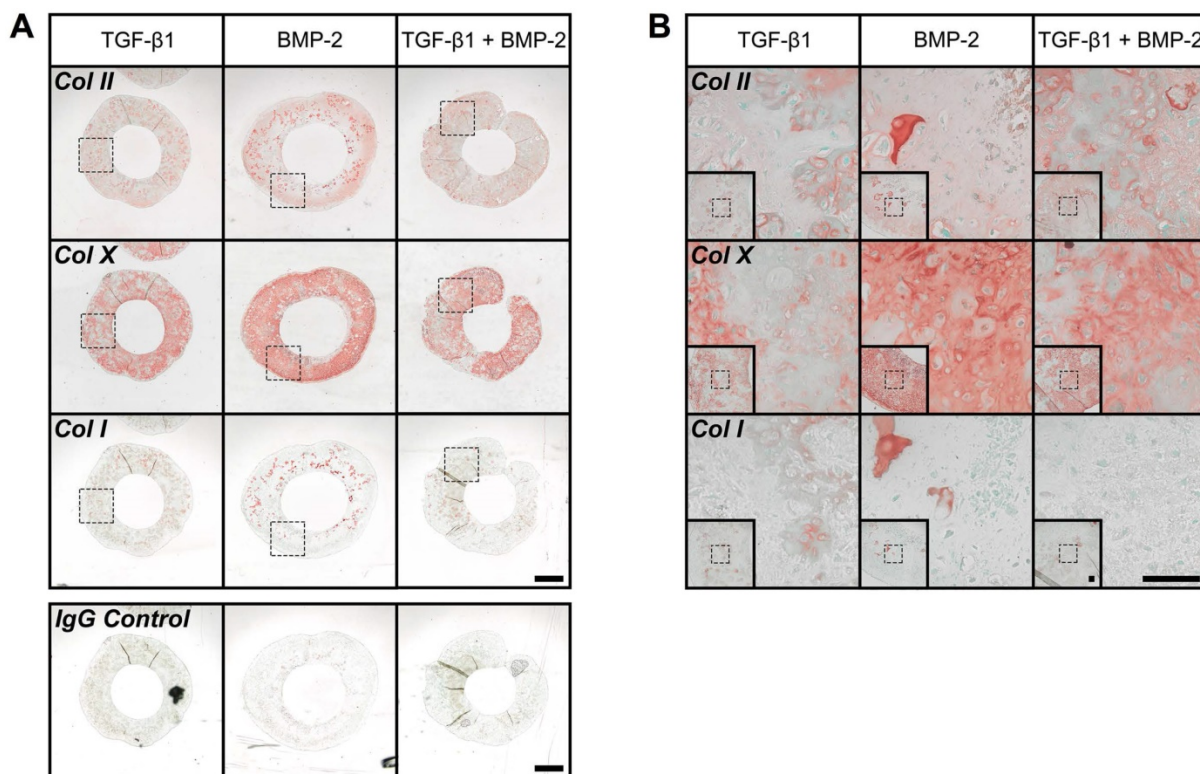 A
TGF-β1 BMP-2 TGF-β1 + BMP-2
Col II
Col X
Col I
IgG Control
B
TGF-β1 BMP-2 TGF-β1 + BMP-2
Col II
Col X
Col I